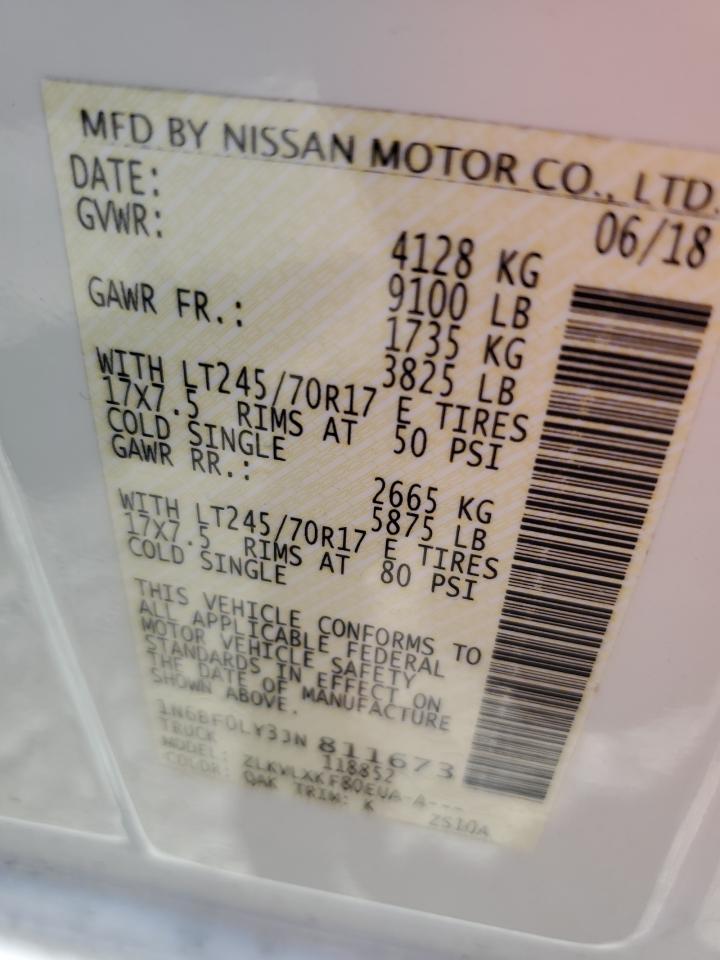 MFD BY NISSAN MOTOR CO., LTD.
DATE: 06/18
GVWR: 4128 KG
9100 LB
GAWR FR.: 1735 KG
3825 LB
WITH LT245/70R17 E TIRES
17X7.5 RIMS AT 50 PSI
COLD SINGLE
GAWR RR.: 2665 KG
5875 LB
WITH LT245/70R17 E TIRES
17X7.5 RIMS AT 80 PSI
COLD SINGLE
THIS VEHICLE CONFORMS TO
ALL APPLICABLE FEDERAL
MOTOR VEHICLE SAFETY
STANDARDS IN EFFECT ON
THE DATE OF MANUFACTURE
SHOWN ABOVE.
1N6BF0LY3JN 811673
TRUCK 118852
MODEL: ZLKVLXKF80EUA-A---
COLOR: QAK TRIM: K ZS10A